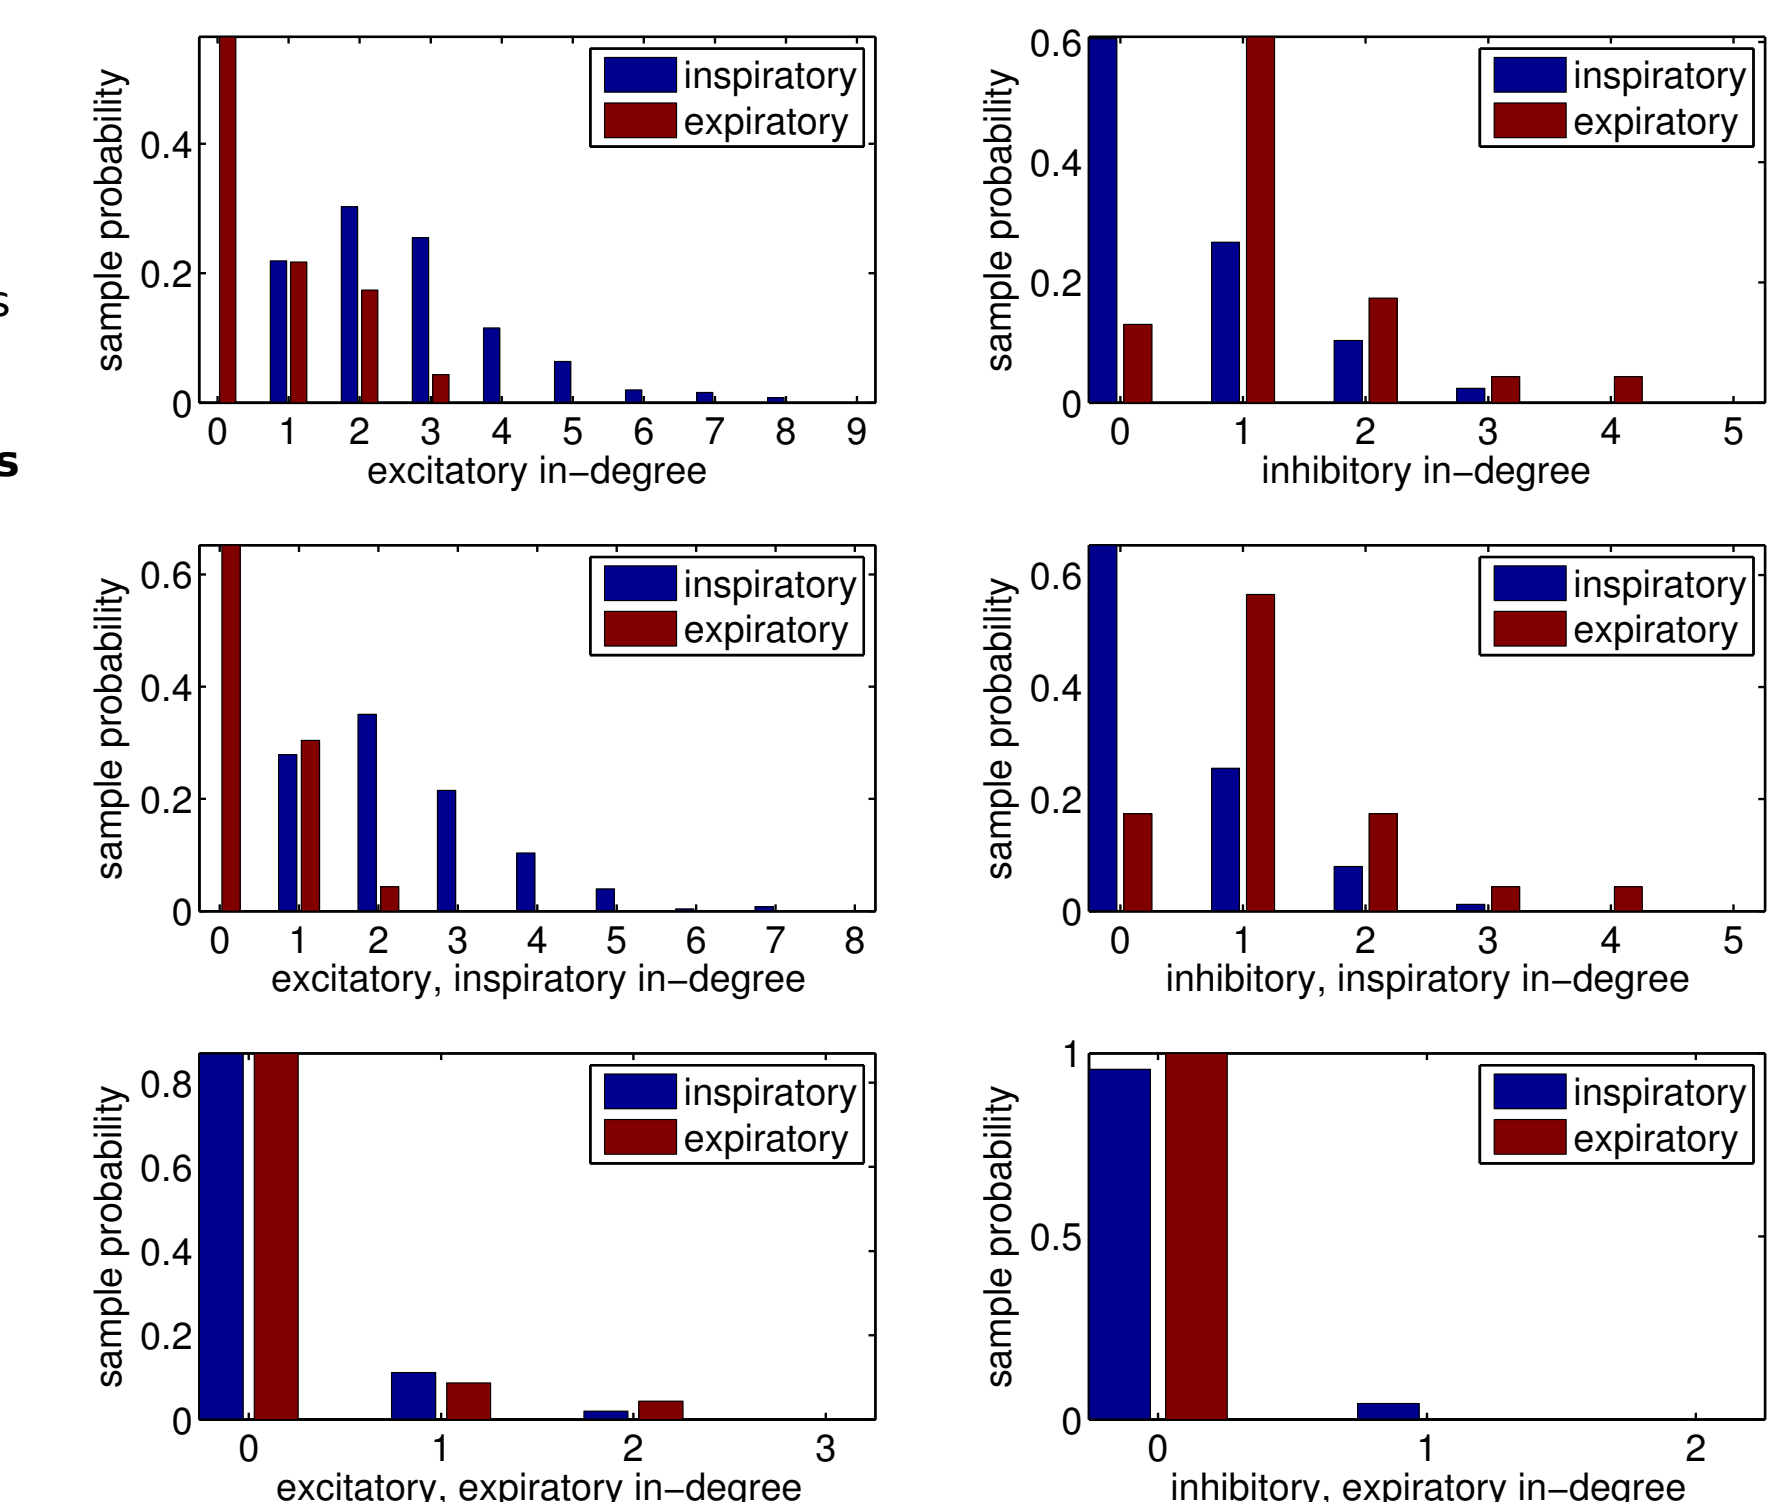 inspiratory
expiratory
sample probability
0.4
0.2
0
0 1 2 3 4 5 6 7 8 9
excitatory in−degree
inspiratory
expiratory
sample probability
0.6
0.4
0.2
0
0 1 2 3 4 5
inhibitory in−degree
s
s
inspiratory
expiratory
sample probability
0.6
0.4
0.2
0
0 1 2 3 4 5 6 7 8
excitatory, inspiratory in−degree
inspiratory
expiratory
sample probability
0.6
0.4
0.2
0
0 1 2 3 4 5
inhibitory, inspiratory in−degree
inspiratory
expiratory
sample probability
0.8
0.6
0.4
0.2
0
0 1 2 3
excitatory, expiratory in−degree
inspiratory
expiratory
sample probability
1
0.5
0
0 1 2
inhibitory, expiratory in−degree